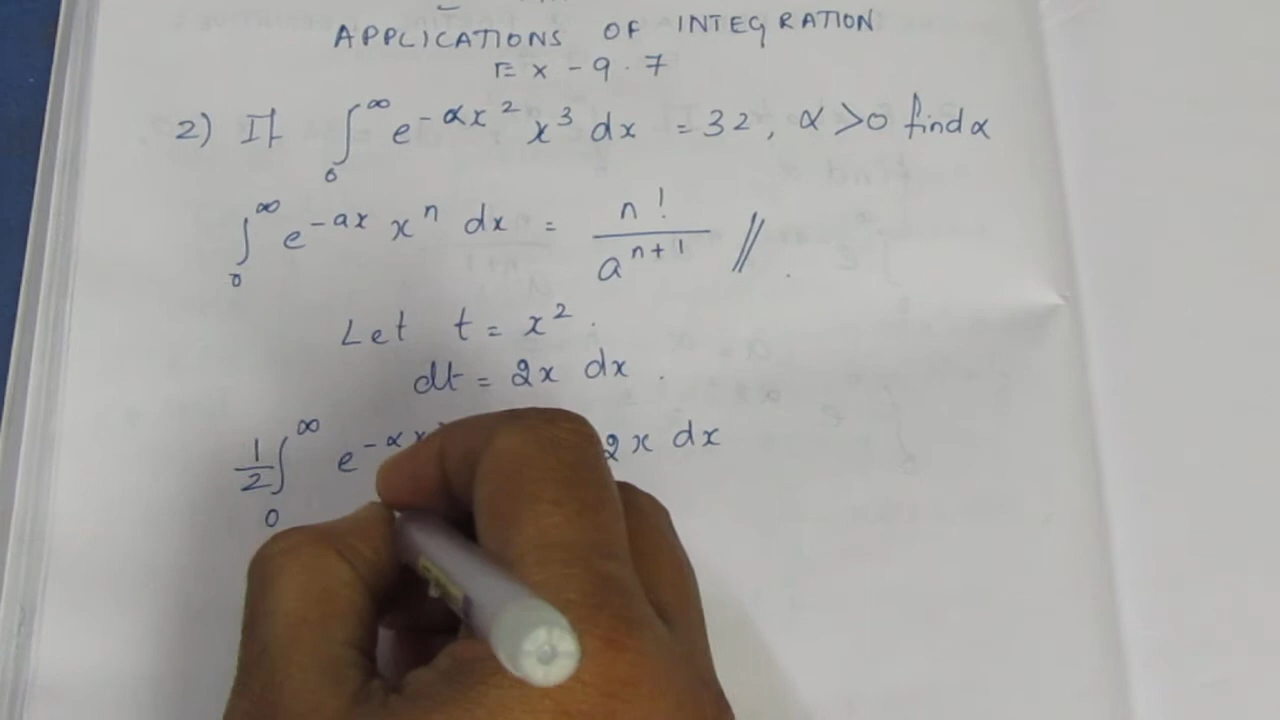 APPLICATIONS OF INTEGRATION
Ex - 9.7
2) If ∫₀^∞ e^{-αx²} x³ dx = 32, α > 0 find α
∫₀^∞ e^{-ax} xⁿ dx = n! / a^{n+1} //
Let t = x².
dt = 2x dx.
1/2 ∫₀^∞ e^{-αx 2x dx